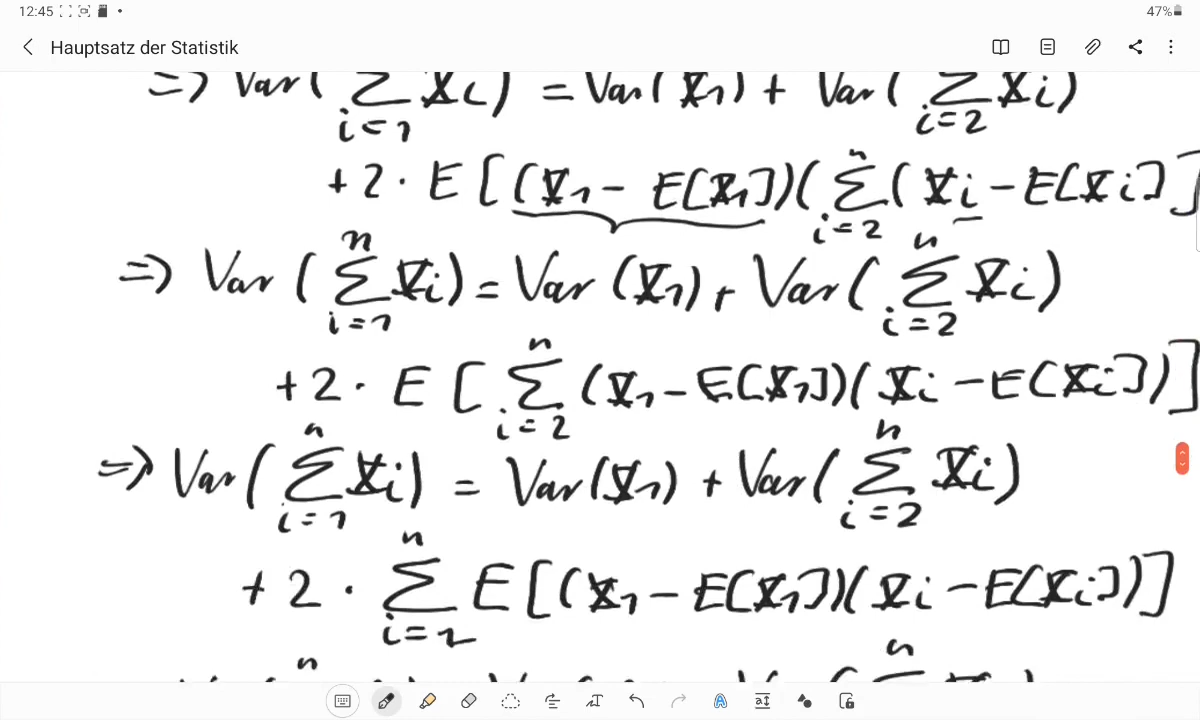 12:45 47%
Hauptsatz der Statistik
=> Var(∑_{i=1} X_i) = Var(X_1) + Var(∑_{i=2} X_i)
+ 2 · E[(X_1 - E[X_1])(∑_{i=2}^{n}(X_i - E[X_i]]
=> Var(∑_{i=1}^{n} X_i) = Var(X_1) + Var(∑_{i=2}^{n} X_i)
+ 2 · E[∑_{i=2}^{n}(X_1 - E[X_1])(X_i - E[X_i])]
=> Var(∑_{i=1}^{n} X_i) = Var(X_1) + Var(∑_{i=2}^{n} X_i)
+ 2 · ∑_{i=2}^{n} E[(X_1 - E[X_1])(X_i - E[X_i])]